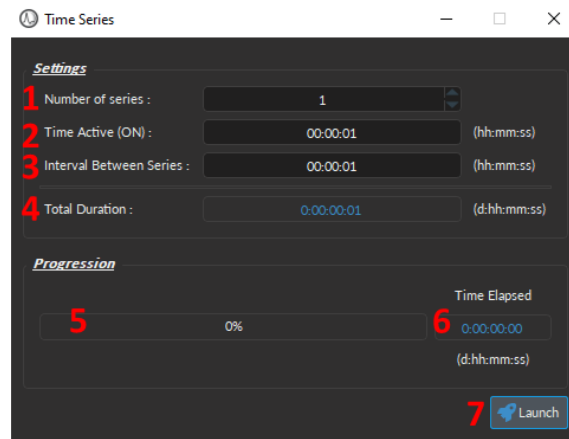 Time Series
Settings
1 Number of series : 1
2 Time Active (ON) : 00:00:01 (hh:mm:ss)
3 Interval Between Series : 00:00:01 (hh:mm:ss)
4 Total Duration : 0:00:00:01 (d:hh:mm:ss)
Progression
Time Elapsed
5 0% 6 0:00:00:00
(d:hh:mm:ss)
7 Launch